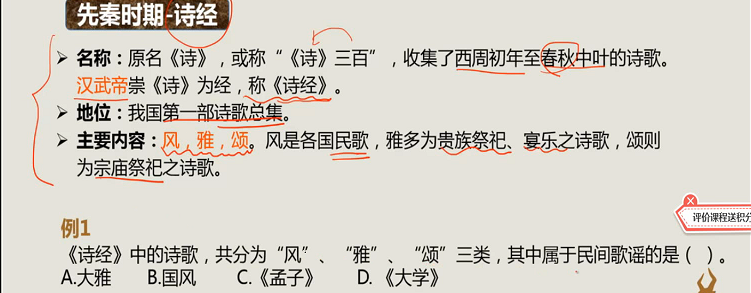 先秦时期-诗经
➢ 名称：原名《诗》，或称“《诗》三百”，收集了西周初年至春秋中叶的诗歌。
汉武帝崇《诗》为经，称《诗经》。
➢ 地位：我国第一部诗歌总集。
➢ 主要内容：风，雅，颂。风是各国民歌，雅多为贵族祭祀、宴乐之诗歌，颂则
为宗庙祭祀之诗歌。
评价课程送积分
例1
《诗经》中的诗歌，共分为“风”、“雅”、“颂”三类，其中属于民间歌谣的是（ ）。
A.大雅 B.国风 C.《孟子》 D.《大学》